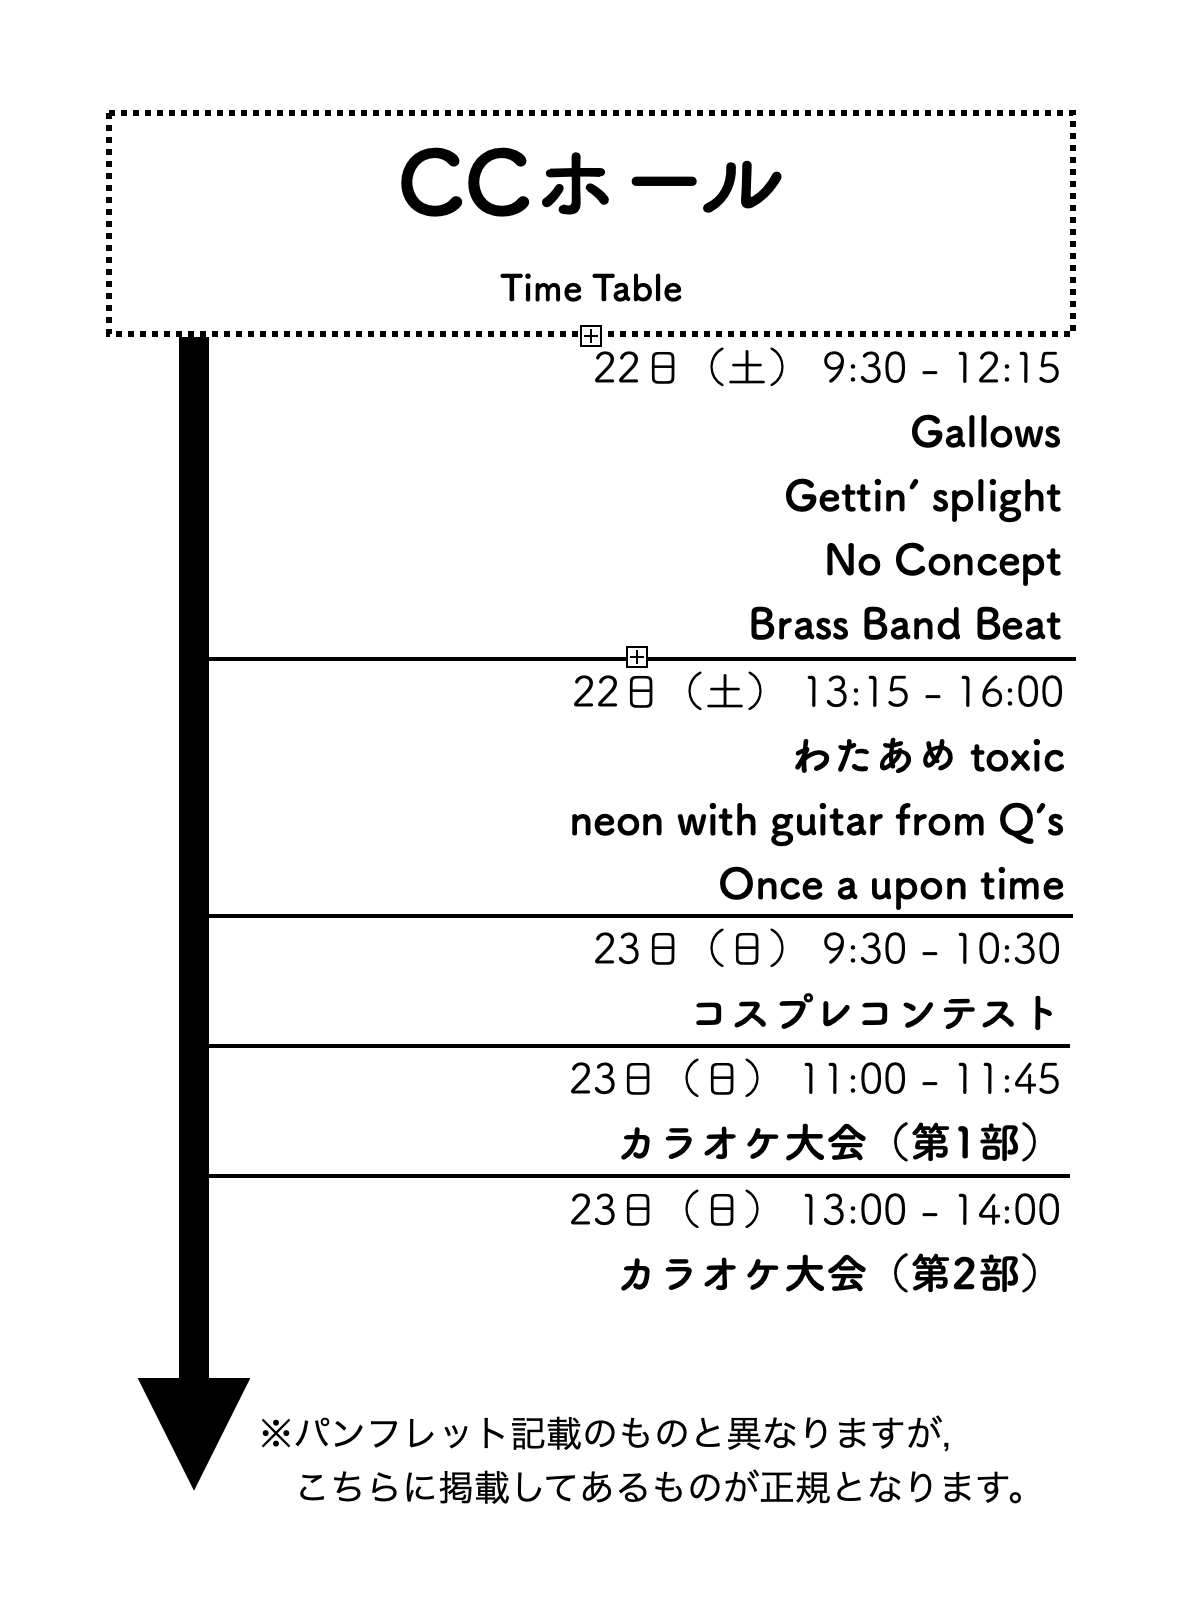 CCホール
Time Table
22日（土） 9:30 – 12:15
Gallows
Gettin’ splight
No Concept
Brass Band Beat
22日（土） 13:15 – 16:00
わたあめ toxic
neon with guitar from Q’s
Once a upon time
23日（日） 9:30 – 10:30
コスプレコンテスト
23日（日） 11:00 – 11:45
カラオケ大会（第1部）
23日（日） 13:00 – 14:00
カラオケ大会（第2部）
※パンフレット記載のものと異なりますが,
こちらに掲載してあるものが正規となります。